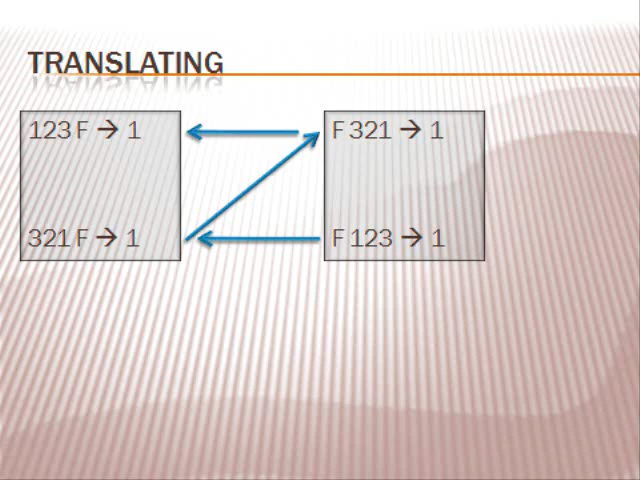 TRANSLATING
123 F → 1
F 321 → 1
321 F → 1
F 123 → 1